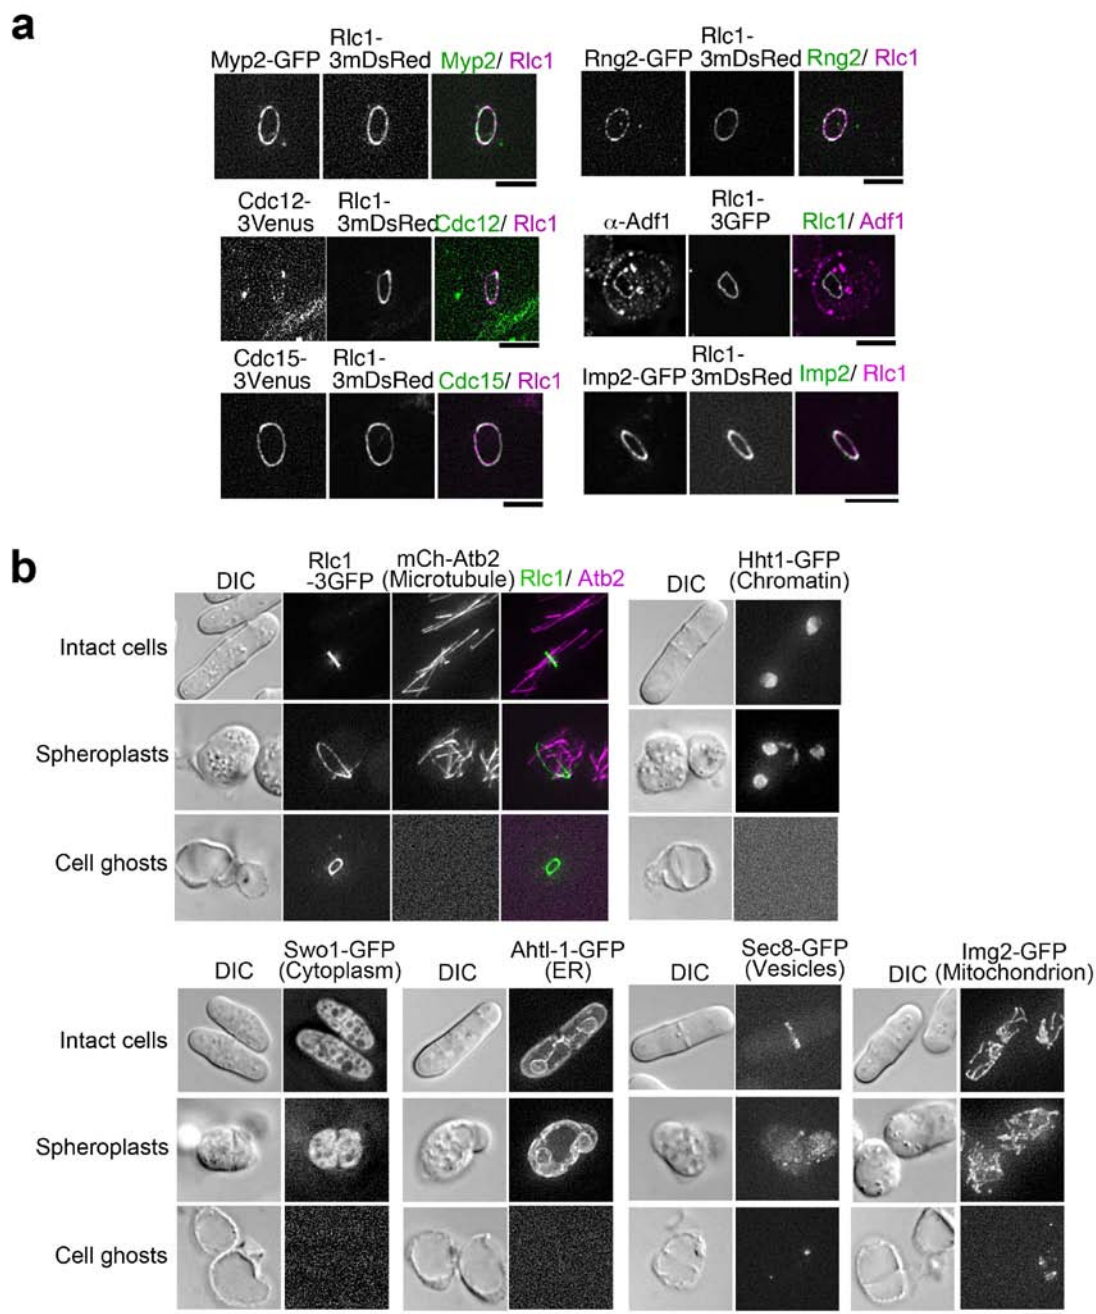 a
Myp2-GFP Rlc1-3mDsRed Myp2/ Rlc1
Rng2-GFP Rlc1-3mDsRed Rng2/ Rlc1
Cdc12-3Venus Rlc1-3mDsRed Cdc12/ Rlc1
α-Adf1 Rlc1-3GFP Rlc1/ Adf1
Cdc15-3Venus Rlc1-3mDsRed Cdc15/ Rlc1
Imp2-GFP Rlc1-3mDsRed Imp2/ Rlc1
b
DIC Rlc1-3GFP mCh-Atb2 (Microtubule) Rlc1/ Atb2
DIC Hht1-GFP (Chromatin)
Intact cells
Spheroplasts
Cell ghosts
DIC Swo1-GFP (Cytoplasm)
DIC Ahtl-1-GFP (ER)
DIC Sec8-GFP (Vesicles)
DIC Img2-GFP (Mitochondrion)
Intact cells
Spheroplasts
Cell ghosts